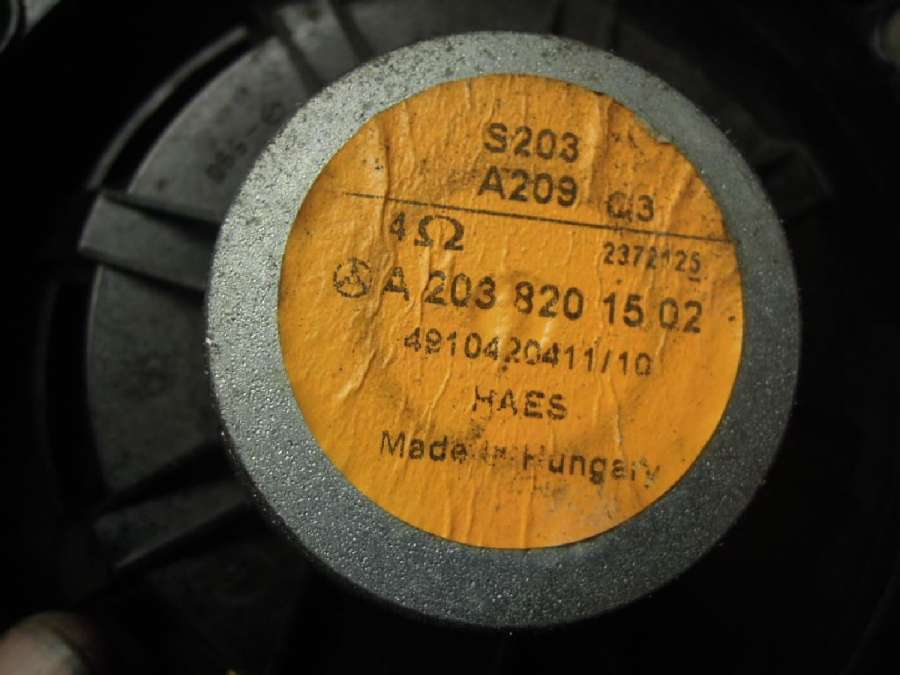 S203
A209 Q3
4Ω 2372125
A 203 820 15 02
4910420411/10
HAES
Made in Hungary